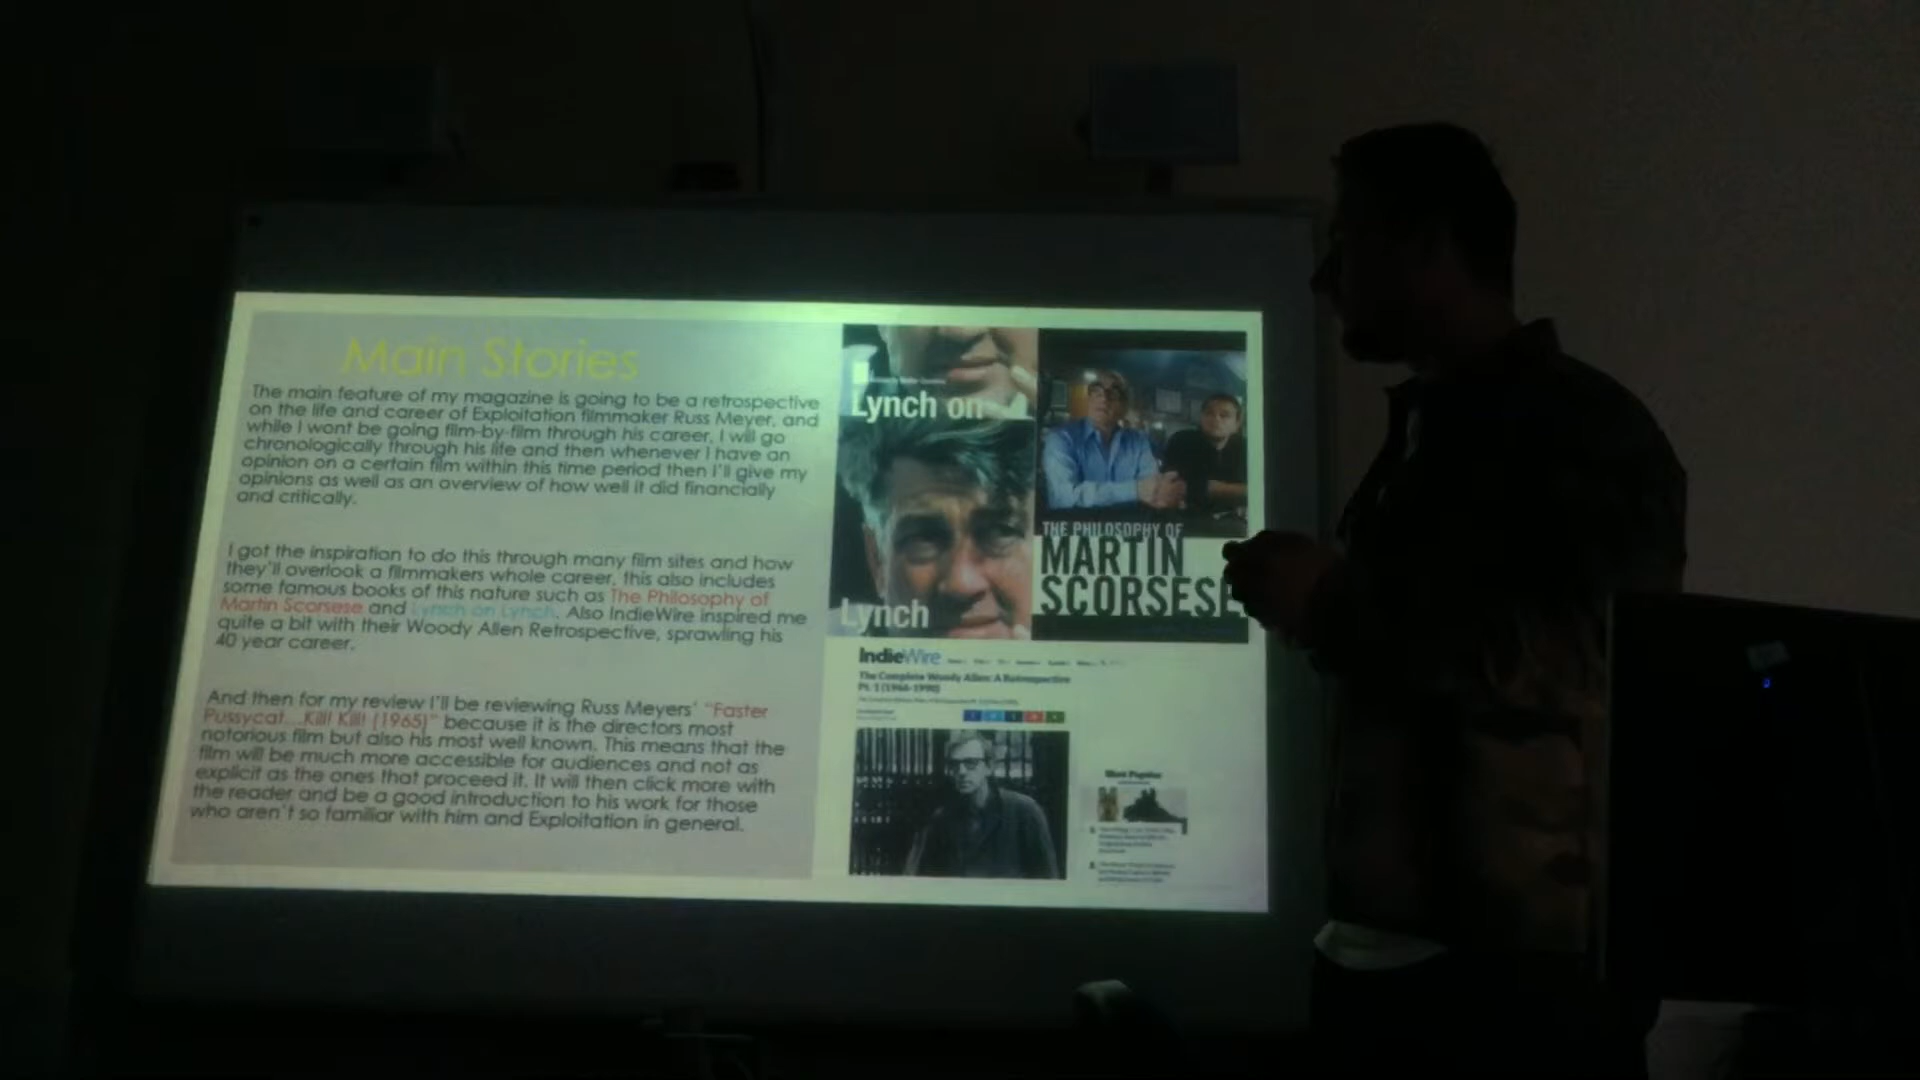 Main Stories
The main feature of my magazine is going to be a retrospective
on the life and career of Exploitation filmmaker Russ Meyer, and
while I wont be going film-by-film through his career, I will go
chronologically through his life and then whenever I have an
opinion on a certain film within this time period then I'll give my
opinions as well as an overview of how well it did financially
and critically.
I got the inspiration to do this through many film sites and how
they'll overlook a filmmakers whole career, this also includes
some famous books of this nature such as The Philosophy of
Martin Scorsese and Lynch on Lynch. Also IndieWire inspired me
quite a bit with their Woody Allen Retrospective, sprawling his
40 year career.
And then for my review I'll be reviewing Russ Meyers' "Faster
Pussycat...Kill! Kill! (1965)" because it is the directors most
notorious film but also his most well known. This means that the
film will be much more accessible for audiences and not as
explicit as the ones that proceed it. It will then click more with
the reader and be a good introduction to his work for those
who aren't so familiar with him and Exploitation in general.
Lynch on
Lynch
THE PHILOSOPHY OF
MARTIN
SCORSESE
IndieWire
The Complete Woody Allen: A Retrospective
Pt. 1 (1966-1990)
Most Popular